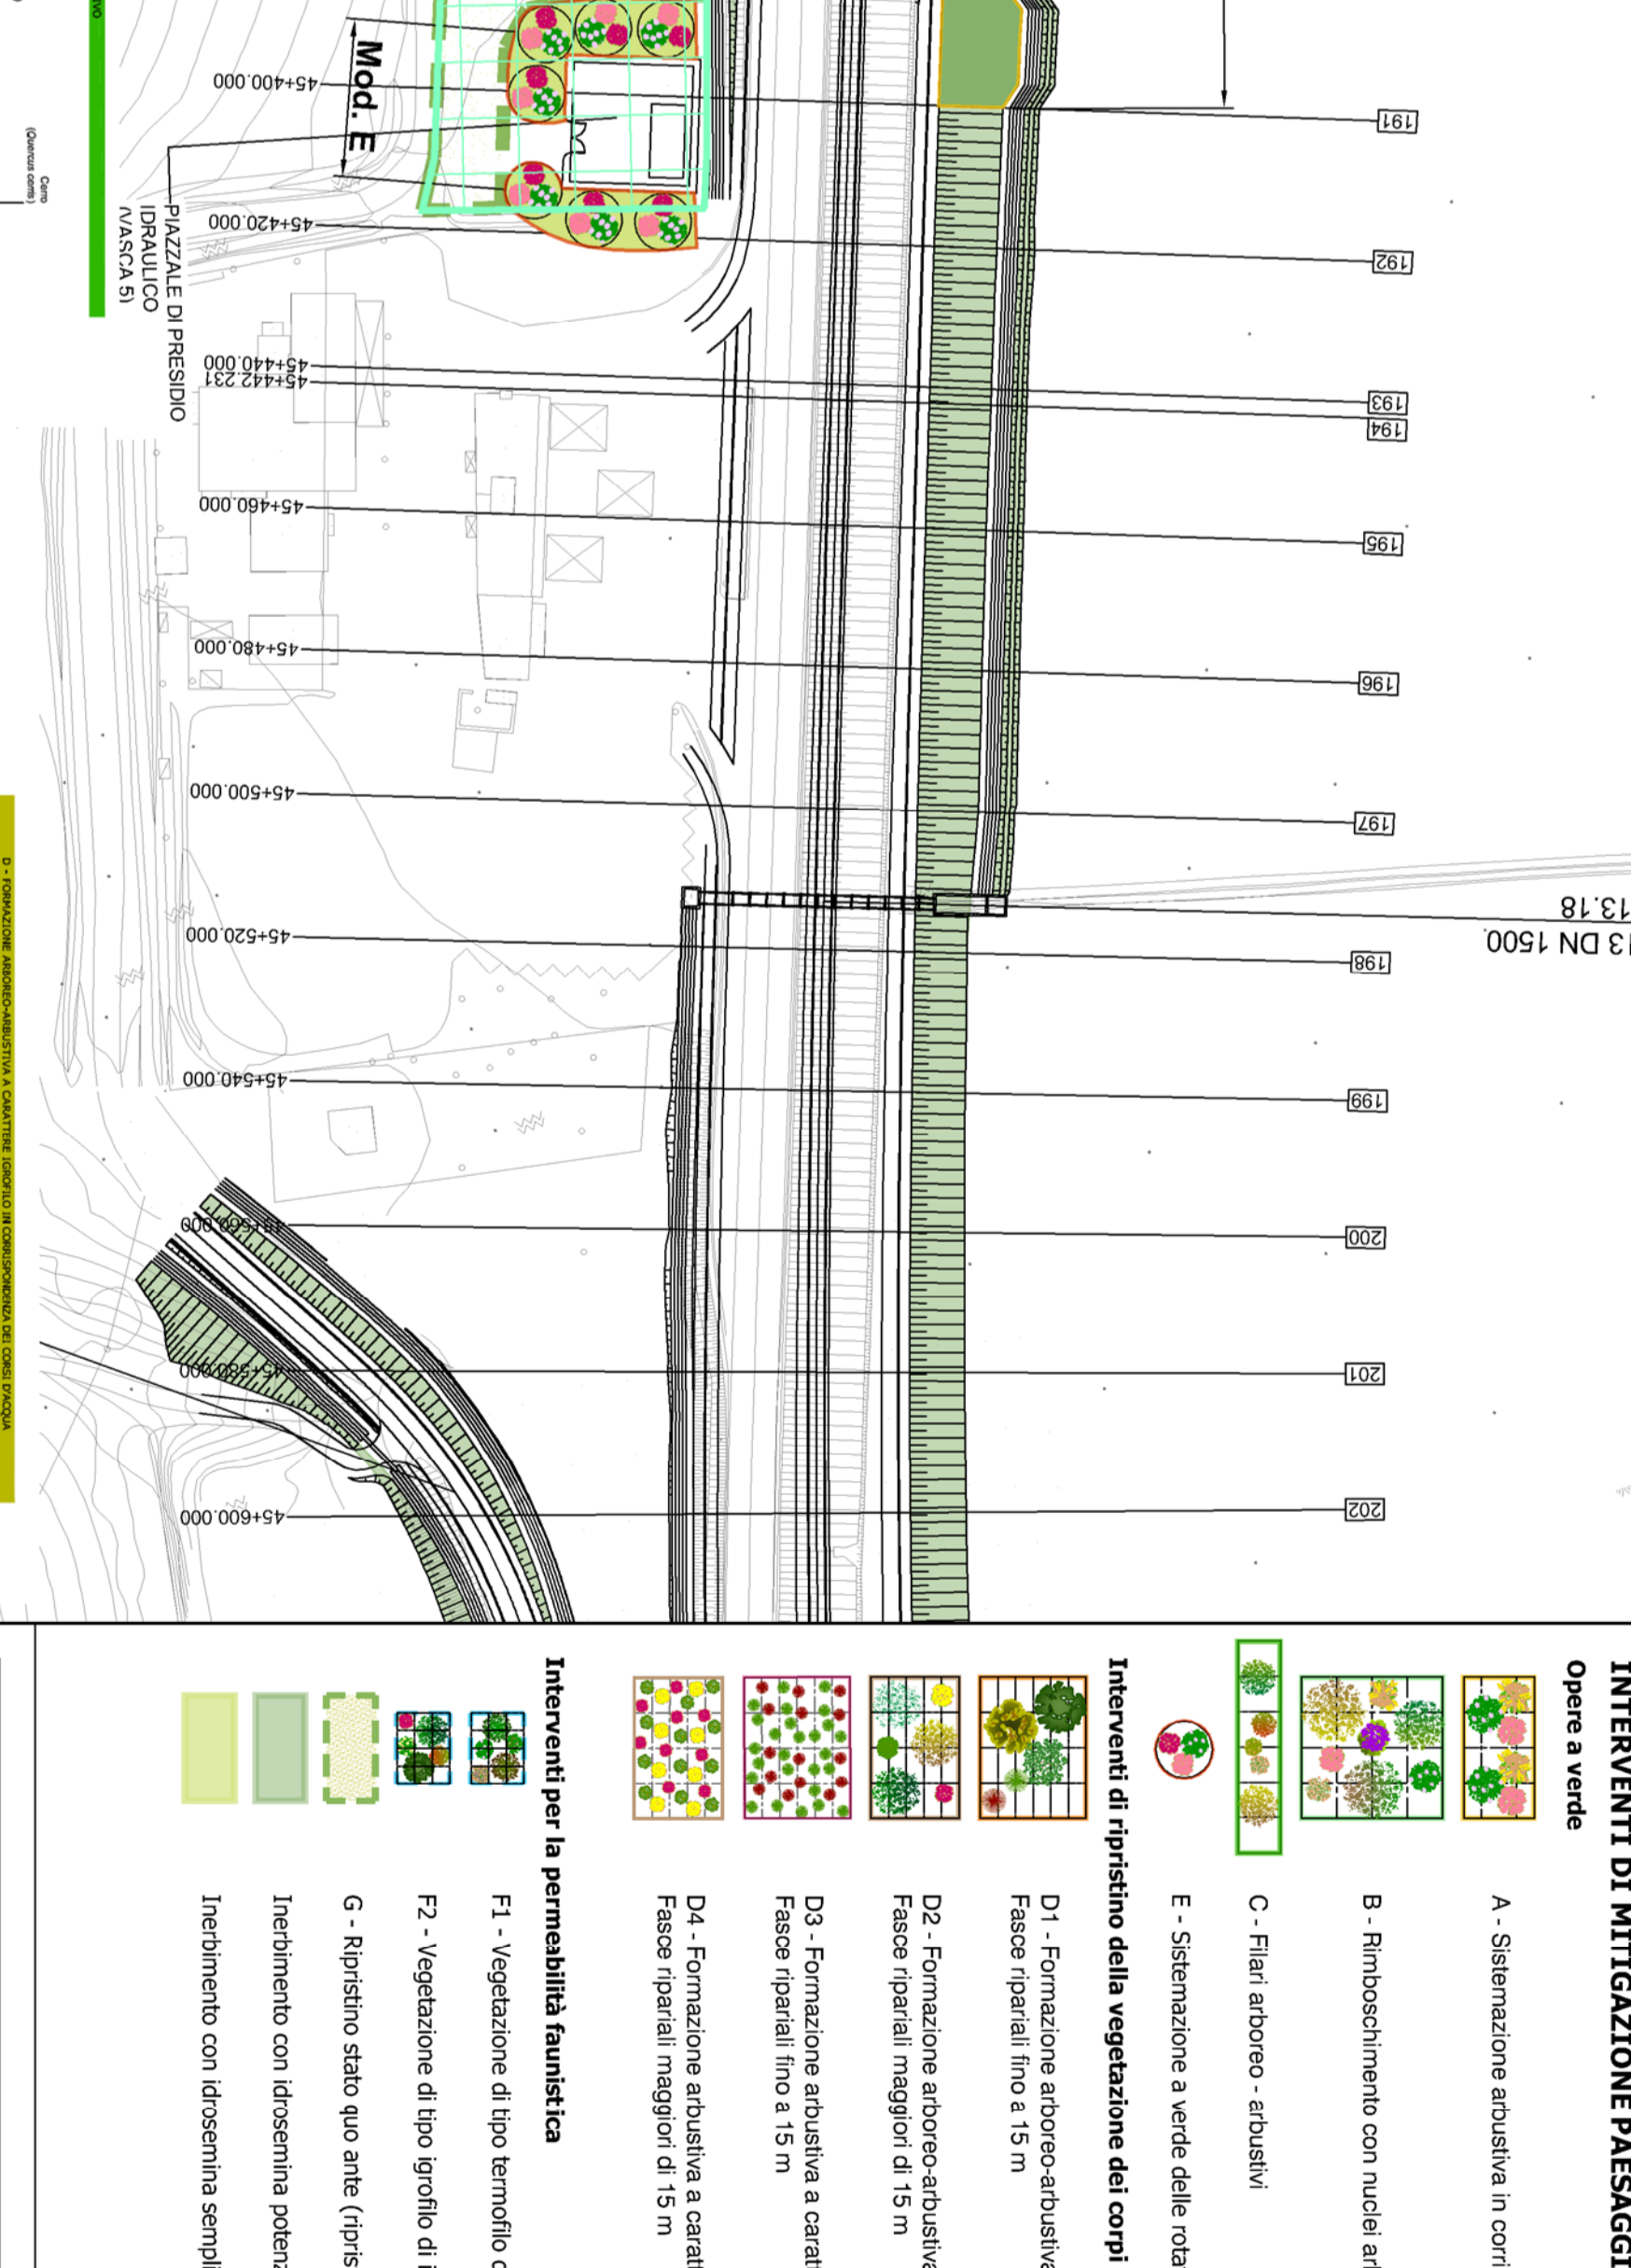 Mod. E
PIAZZALE DI PRESIDIO
IDRAULICO
(VASCA 5)
Cerro
(Quercus cerris)
45+400.000
45+420.000
45+440.000
45+442.231
45+460.000
45+480.000
45+500.000
45+520.000
45+540.000
45+560.000
45+580.000
45+600.000
191
192
193
194
195
196
197
198
199
200
201
202
13.18
13 DN 1500
D - FORMAZIONE ARBOREO-ARBUSTIVA A CARATTERE IGROFILO IN CORRISPONDENZA DEI CORSI D'ACQUA
INTERVENTI DI MITIGAZIONE PAESAGGI
Opere a verde
A - Sistemazione arbustiva in corri
B - Rimboschimento con nuclei ar
C - Filari arboreo - arbustivi
E - Sistemazione a verde delle rota
Interventi di ripristino della vegetazione dei corpi
D1 - Formazione arboreo-arbustiva
Fasce ripariali fino a 15 m
D2 - Formazione arboreo-arbustiva
Fasce ripariali maggiori di 15 m
D3 - Formazione arbustiva a carat
Fasce ripariali fino a 15 m
D4 - Formazione arbustiva a caratt
Fasce ripariali maggiori di 15 m
Interventi per la permeabilità faunistica
F1 - Vegetazione di tipo termofilo
F2 - Vegetazione di tipo igrofilo di
G - Ripristino stato quo ante (ripris
Inerbimento con idrosemina potenz
Inerbimento con idrosemina sempli